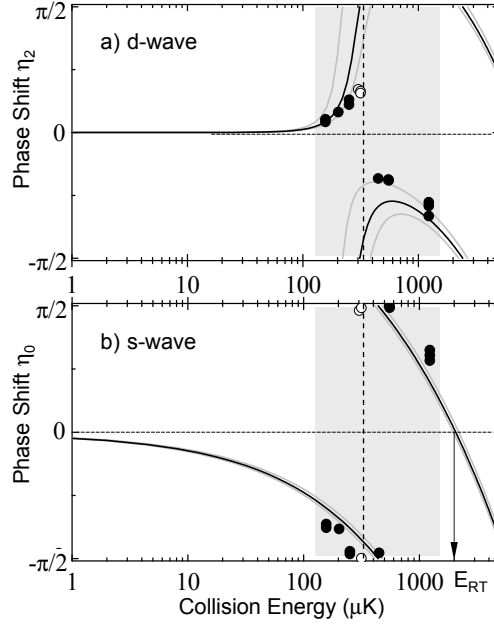 π/2
a) d-wave
Phase Shift η2
0
-π/2
1 10 100 1000
π/2
b) s-wave
Phase Shift η0
0
-π/2
E_RT
1 10 100 1000
Collision Energy (μK)